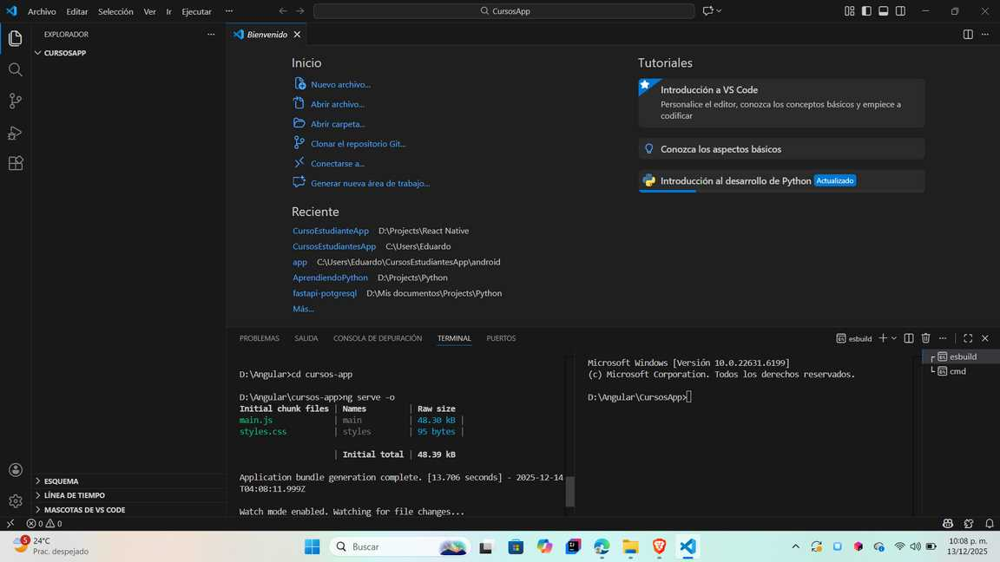 Archivo Editar Selección Ver Ir Ejecutar ··· CursosApp
EXPLORADOR ···
CURSOSAPP
Bienvenido
Inicio
Nuevo archivo...
Abrir archivo...
Abrir carpeta...
Clonar el repositorio Git...
Conectarse a...
Generar nueva área de trabajo...
Reciente
CursoEstudianteApp D:\Projects\React Native
CursosEstudiantesApp C:\Users\Eduardo
app C:\Users\Eduardo\CursosEstudiantesApp\android
AprendiendoPython D:\Projects\Python
fastapi-potgresql D:\Mis documentos\Projects\Python
Más...
Tutoriales
Introducción a VS Code
Personalice el editor, conozca los conceptos básicos y empiece a
codificar
Conozca los aspectos básicos
Introducción al desarrollo de Python Actualizado
PROBLEMAS SALIDA CONSOLA DE DEPURACIÓN TERMINAL PUERTOS esbuild
D:\Angular>cd cursos-app
D:\Angular\cursos-app>ng serve -o
Initial chunk files | Names | Raw size
main.js | main | 48.30 kB |
styles.css | styles | 95 bytes |
| Initial total | 48.39 kB
Application bundle generation complete. [13.706 seconds] - 2025-12-14
T04:08:11.999Z
Watch mode enabled. Watching for file changes...
Microsoft Windows [Versión 10.0.22631.6199]
(c) Microsoft Corporation. Todos los derechos reservados.
D:\Angular\CursosApp>
esbuild
cmd
ESQUEMA
LÍNEA DE TIEMPO
MASCOTAS DE VS CODE
0 0
5
24°C
Prac. despejado
Buscar
10:08 p. m.
13/12/2025